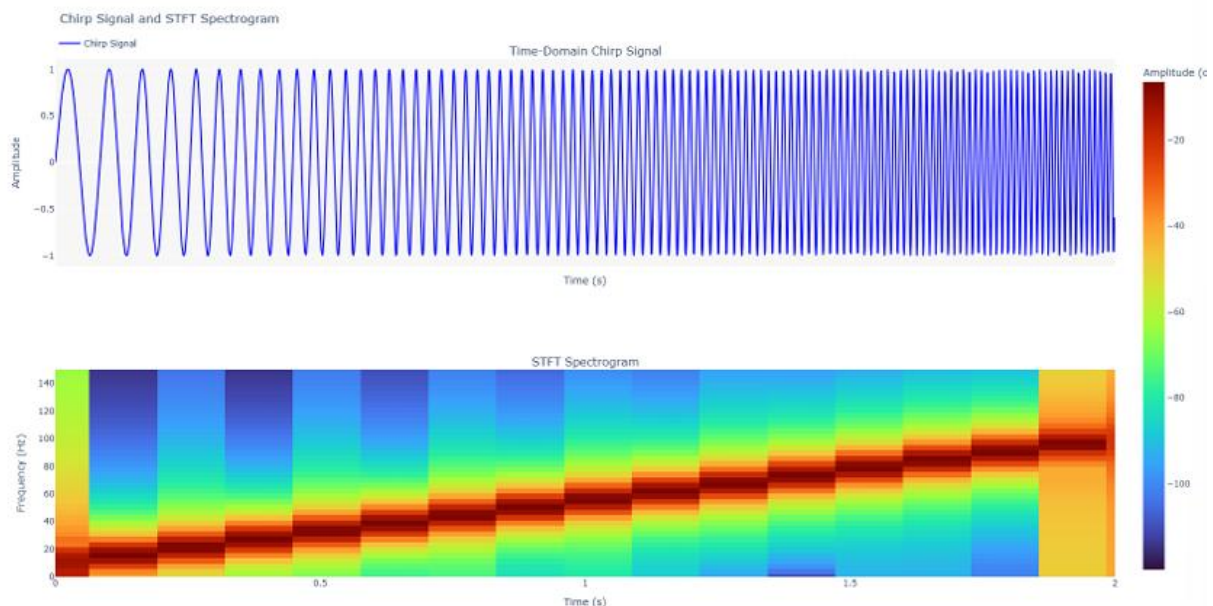 Chirp Signal and STFT Spectrogram
Chirp Signal
Time-Domain Chirp Signal
Amplitude (d
1
0.5
0
−0.5
−1
Amplitude
Time (s)
−20
−40
−60
−80
−100
STFT Spectrogram
140
120
100
80
60
40
20
0
Frequency (Hz)
0 0.5 1 1.5 2
Time (s)